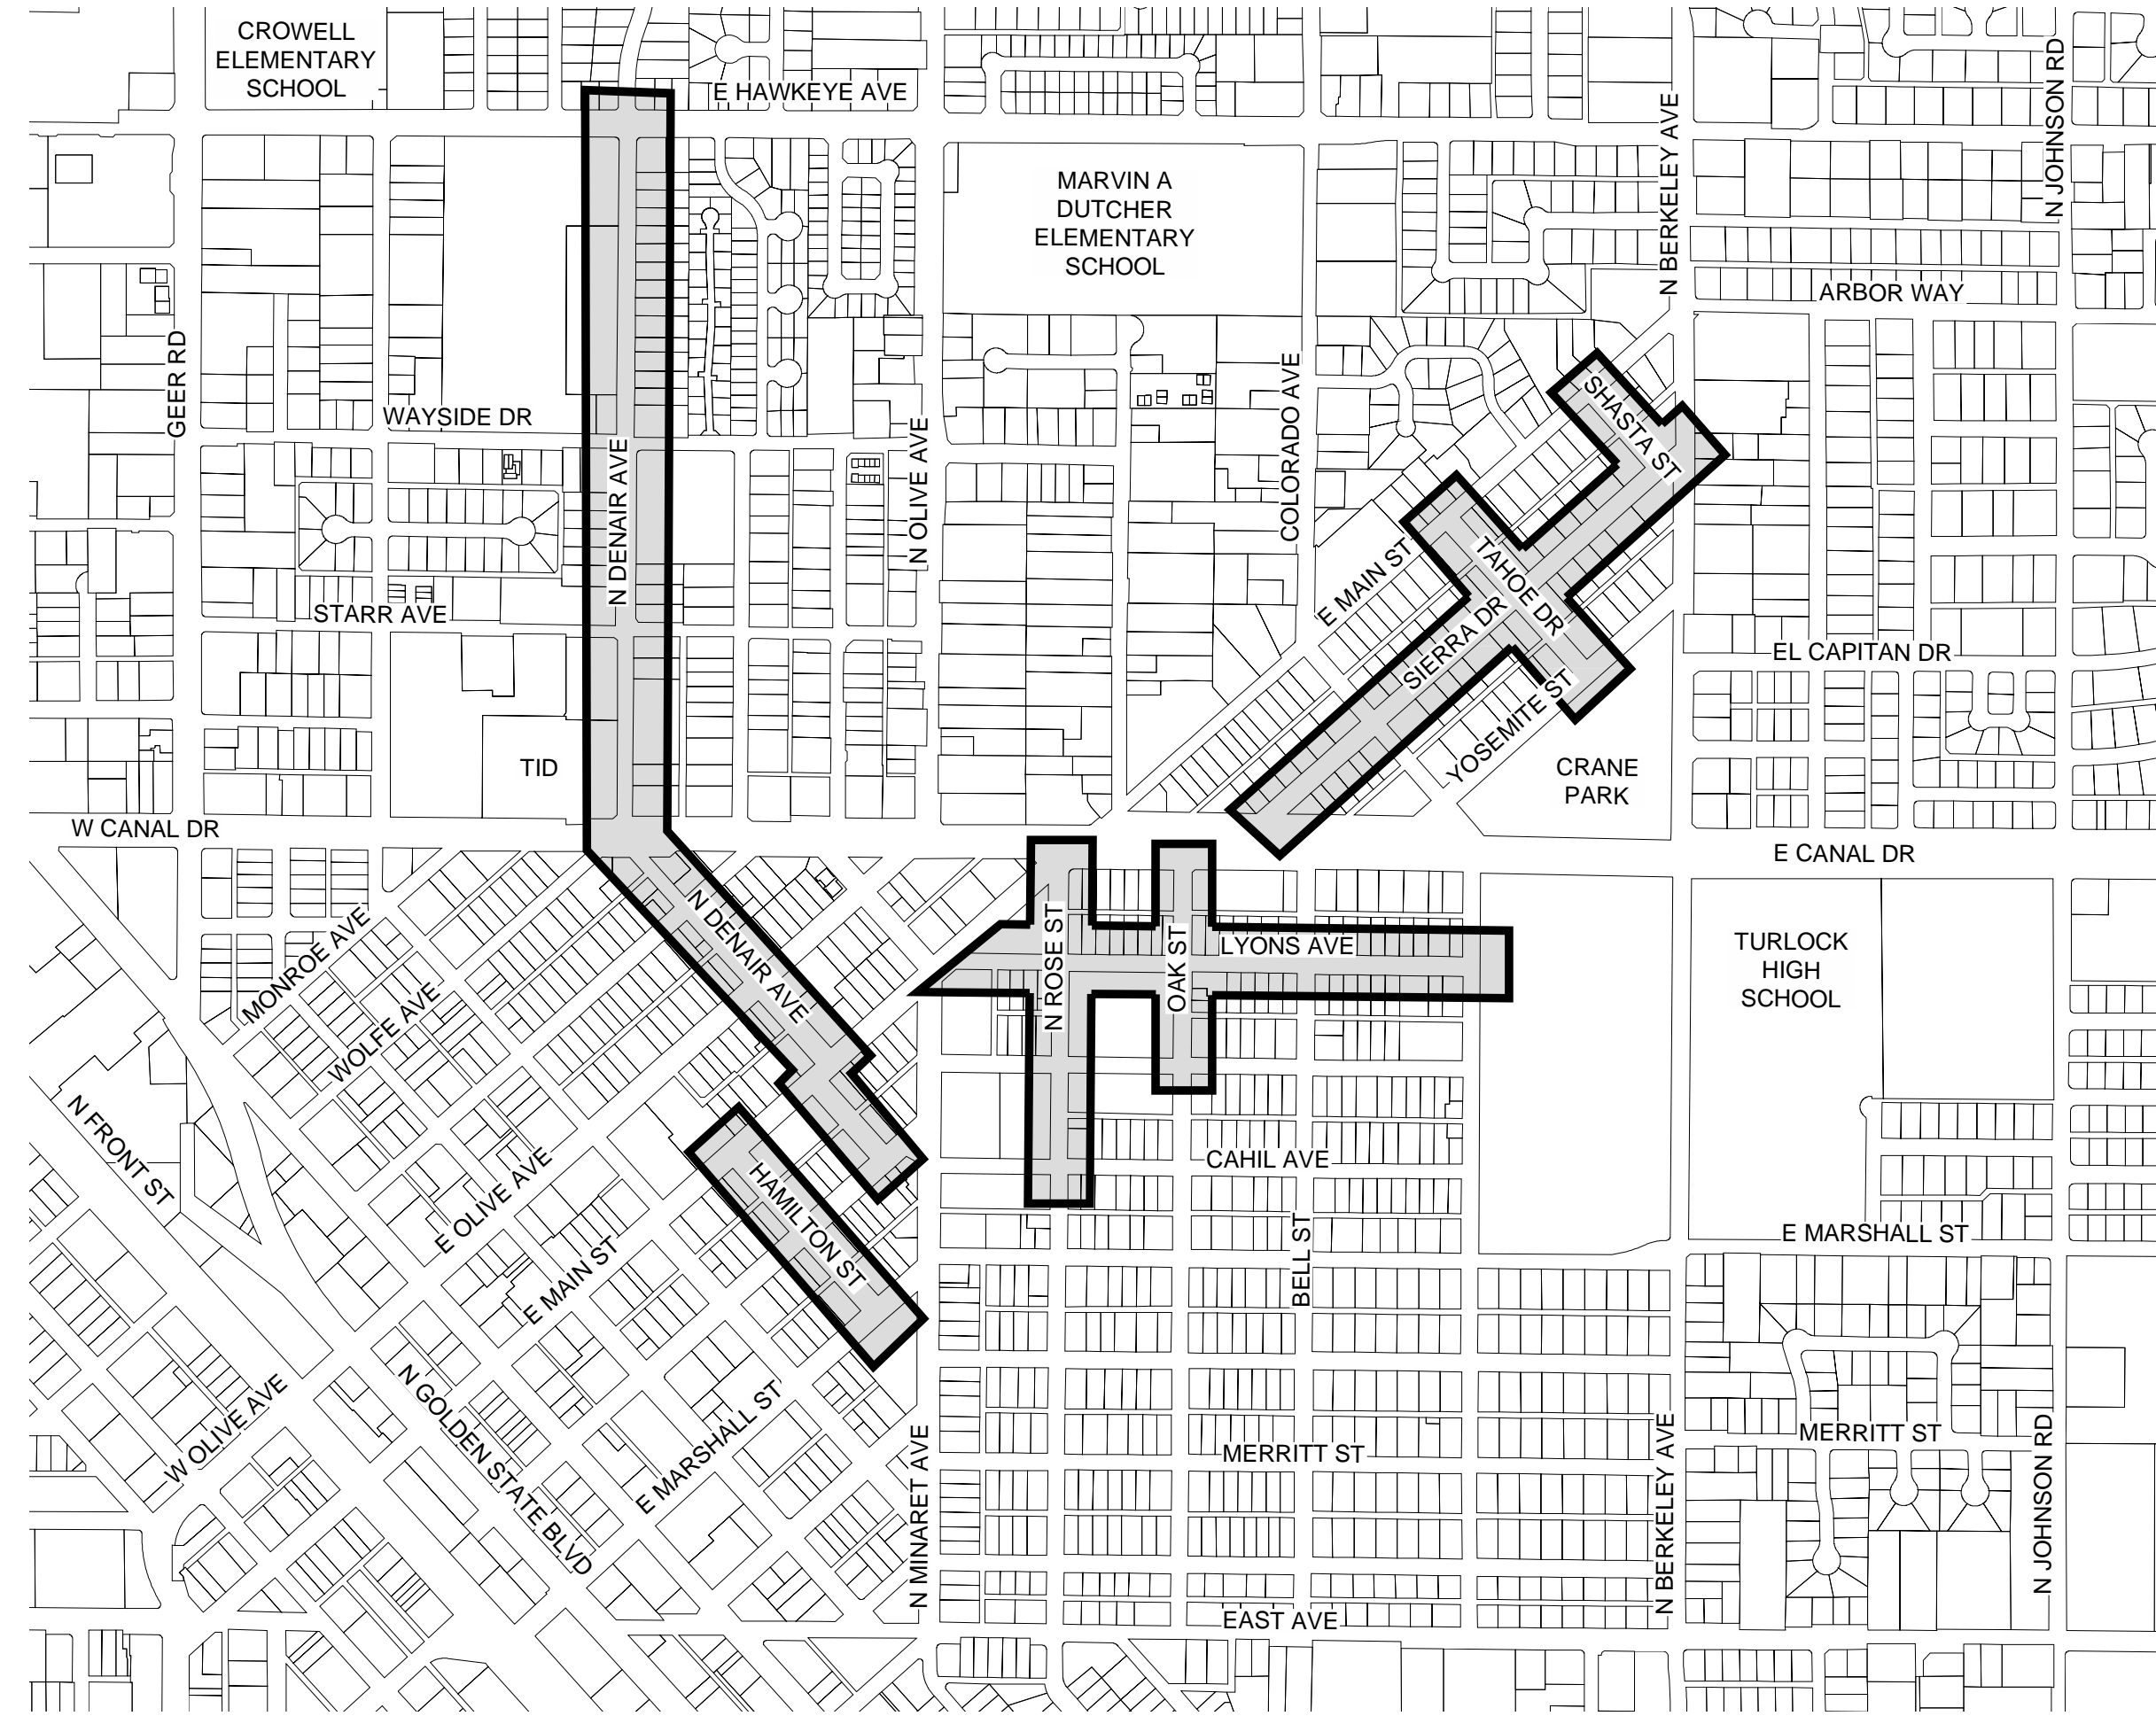 CROWELL
ELEMENTARY
SCHOOL
E HAWKEYE AVE
N JOHNSON RD
N BERKELEY AVE
MARVIN A
DUTCHER
ELEMENTARY
SCHOOL
ARBOR WAY
GEER RD
WAYSIDE DR
N DENAIR AVE
N OLIVE AVE
COLORADO AVE
SHASTA ST
E MAIN ST
TAHOE DR
SIERRA DR
STARR AVE
EL CAPITAN DR
YOSEMITE ST
TID
CRANE
PARK
W CANAL DR
E CANAL DR
N DENAIR AVE
MONROE AVE
WOLFE AVE
N ROSE ST
OAK ST
LYONS AVE
TURLOCK
HIGH
SCHOOL
N FRONT ST
E OLIVE AVE
HAMILTON ST
CAHIL AVE
E MAIN ST
BELL ST
E MARSHALL ST
W OLIVE AVE
N GOLDEN STATE BLVD
E MARSHALL ST
N MINARET AVE
MERRITT ST
N BERKELEY AVE
MERRITT ST
N JOHNSON RD
EAST AVE